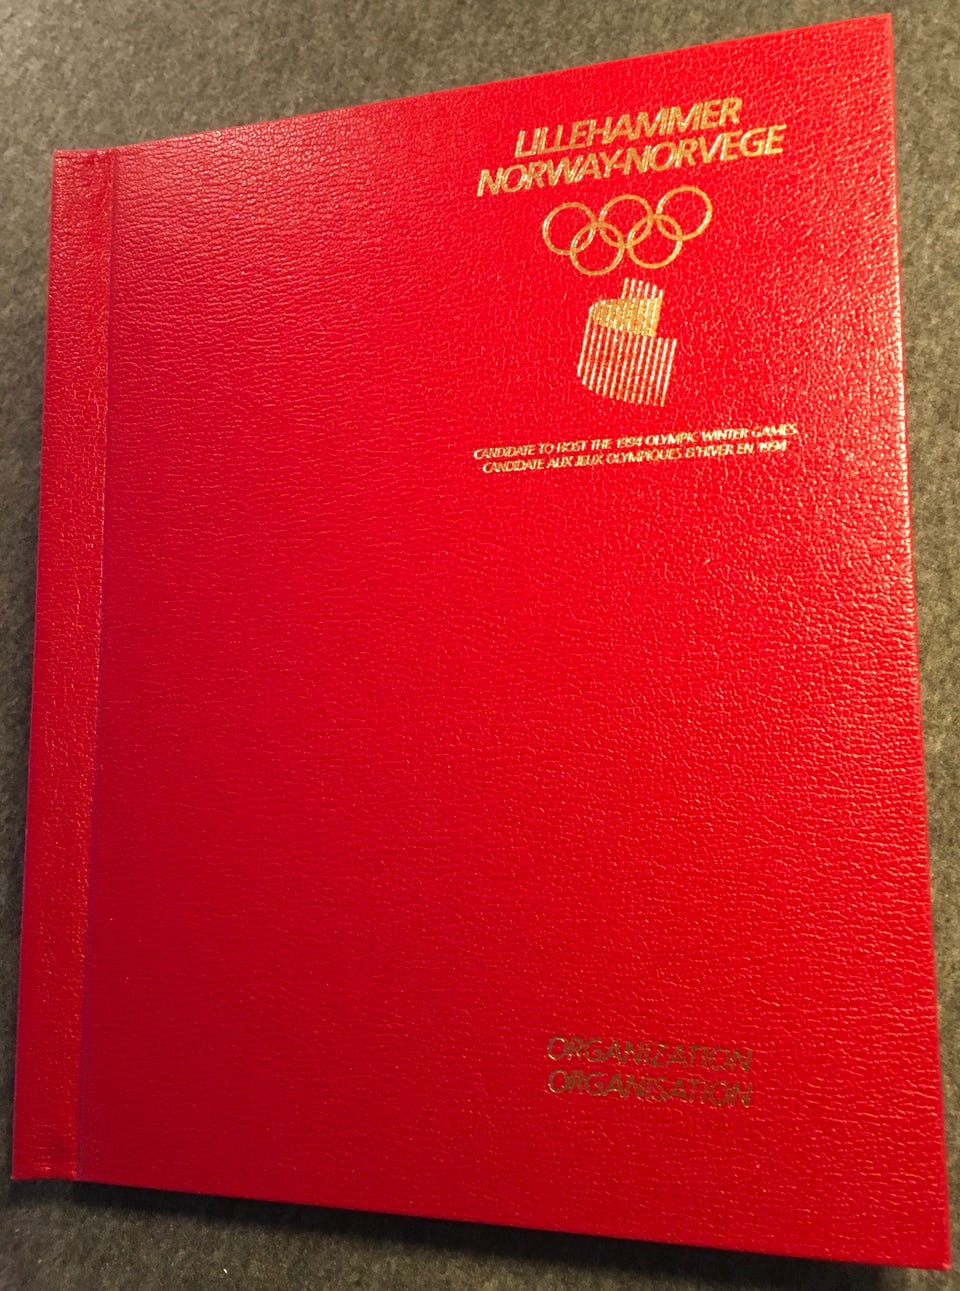 LILLEHAMMER
NORWAY-NORVEGE
CANDIDATE TO HOST THE 1994 OLYMPIC WINTER GAMES
CANDIDATE AUX JEUX OLYMPIQUES D'HIVER EN 1994
ORGANIZATION
ORGANISATION